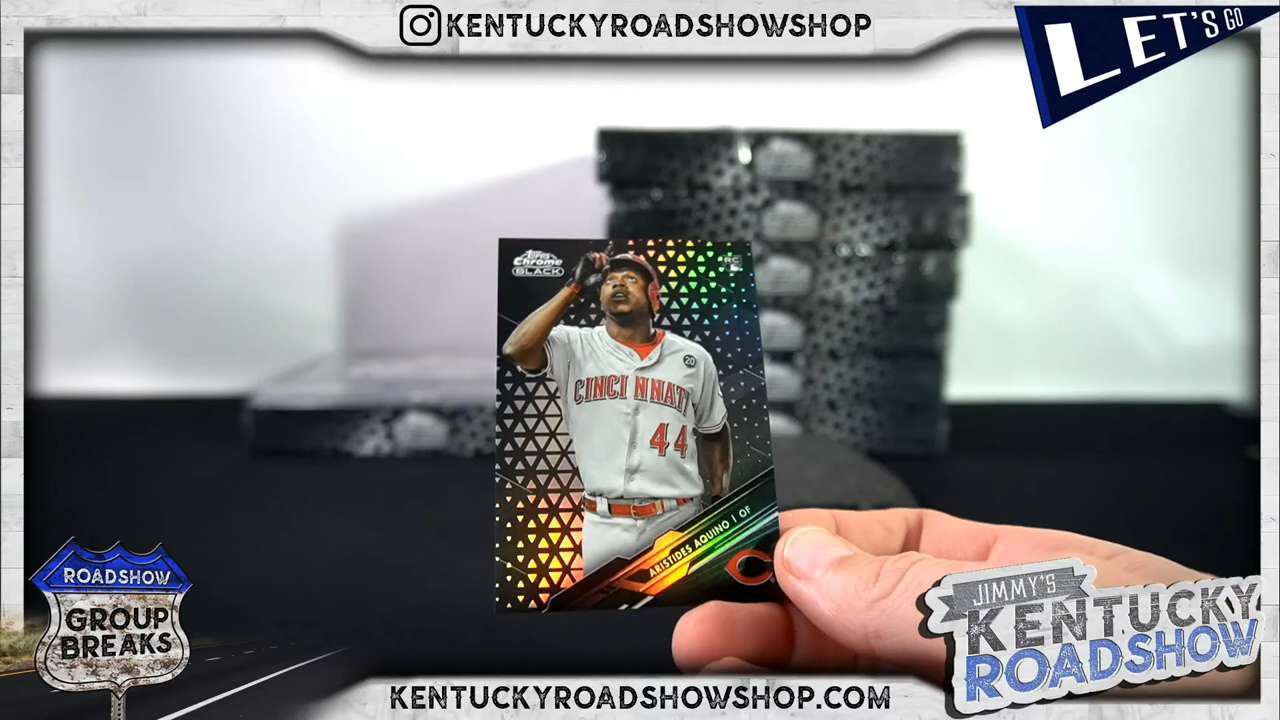 KENTUCKYROADSHOWSHOP
LET'S GO
Topps
Chrome
BLACK
RC
20
CINCINNATI
44
ARISTIDES AQUINO | OF
C
ROADSHOW
GROUP
BREAKS
JIMMY'S
KENTUCKY
ROADSHOW
KENTUCKYROADSHOWSHOP.COM